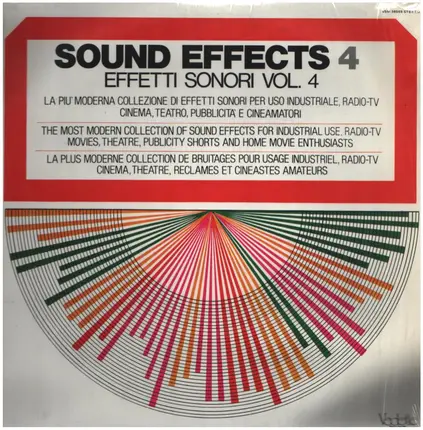 SOUND EFFECTS 4
EFFETTI SONORI VOL. 4
LA PIU' MODERNA COLLEZIONE DI EFFETTI SONORI PER USO INDUSTRIALE, RADIO-TV
CINEMA, TEATRO, PUBBLICITA' E CINEAMATORI
THE MOST MODERN COLLECTION OF SOUND EFFECTS FOR INDUSTRIAL USE, RADIO-TV
MOVIES, THEATRE, PUBLICITY SHORTS AND HOME MOVIE ENTHUSIASTS
LA PLUS MODERNE COLLECTION DE BRUITAGES POUR USAGE INDUSTRIEL, RADIO-TV
CINEMA, THEATRE, RECLAMES ET CINEASTES AMATEURS